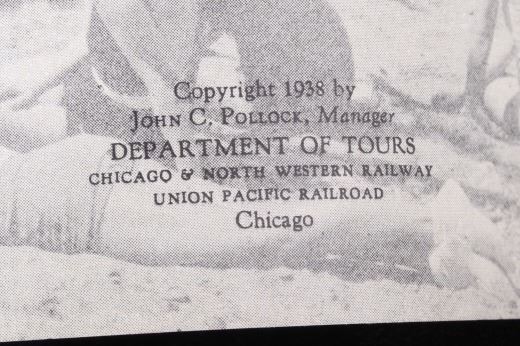 Copyright 1938 by
JOHN C. POLLOCK, Manager
DEPARTMENT OF TOURS
CHICAGO & NORTH WESTERN RAILWAY
UNION PACIFIC RAILROAD
Chicago